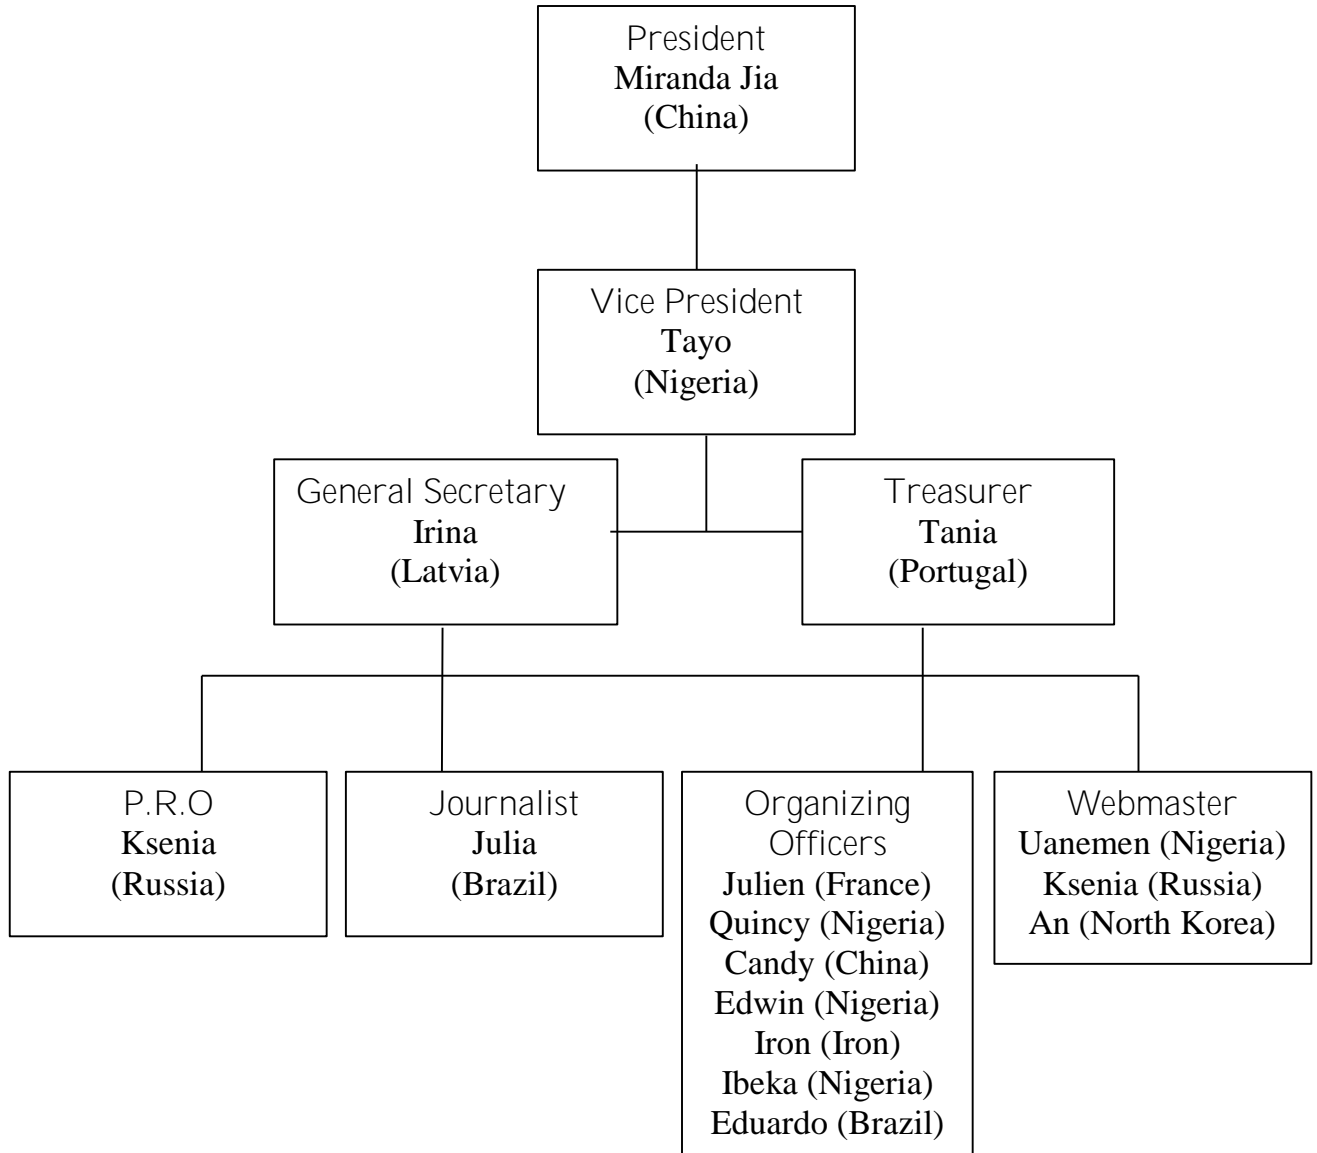 President
Miranda Jia
(China)
Vice President
Tayo
(Nigeria)
General Secretary
Irina
(Latvia)
Treasurer
Tania
(Portugal)
P.R.O
Ksenia
(Russia)
Journalist
Julia
(Brazil)
Organizing
Officers
Julien (France)
Quincy (Nigeria)
Candy (China)
Edwin (Nigeria)
Iron (Iron)
Ibeka (Nigeria)
Eduardo (Brazil)
Webmaster
Uanemen (Nigeria)
Ksenia (Russia)
An (North Korea)